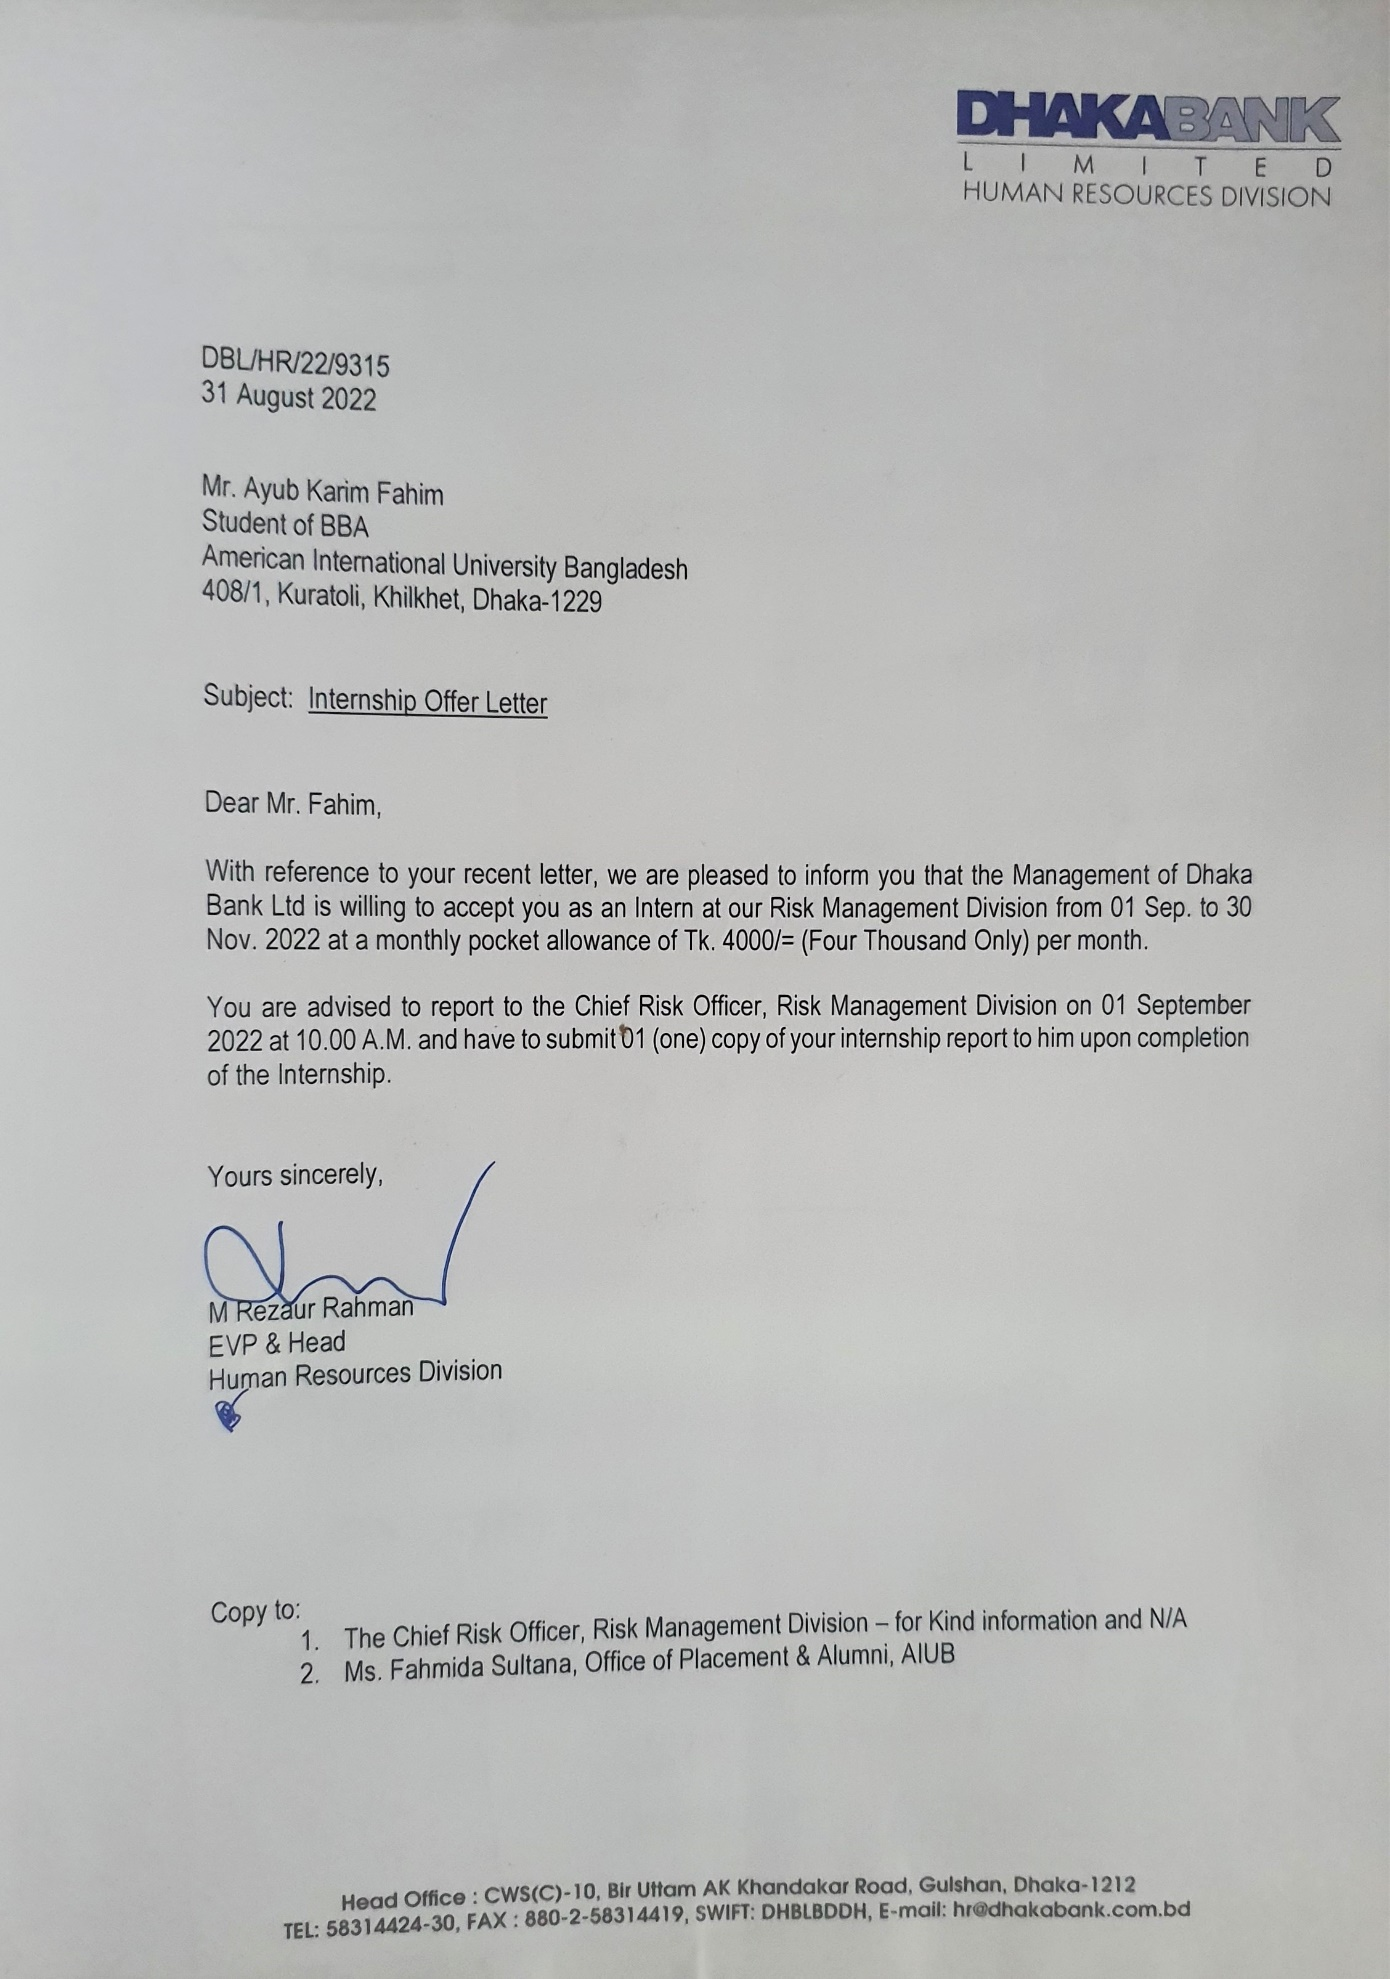 DHAKABANK
LIMITED
HUMAN RESOURCES DIVISION
DBL/HR/22/9315
31 August 2022
Mr. Ayub Karim Fahim
Student of BBA
American International University Bangladesh
408/1, Kuratoli, Khilkhet, Dhaka-1229
Subject: Internship Offer Letter
Dear Mr. Fahim,
With reference to your recent letter, we are pleased to inform you that the Management of Dhaka
Bank Ltd is willing to accept you as an Intern at our Risk Management Division from 01 Sep. to 30
Nov. 2022 at a monthly pocket allowance of Tk. 4000/= (Four Thousand Only) per month.
You are advised to report to the Chief Risk Officer, Risk Management Division on 01 September
2022 at 10.00 A.M. and have to submit 01 (one) copy of your internship report to him upon completion
of the Internship.
Yours sincerely,
M Rezaur Rahman
EVP & Head
Human Resources Division
Copy to:
1. The Chief Risk Officer, Risk Management Division – for Kind information and N/A
2. Ms. Fahmida Sultana, Office of Placement & Alumni, AIUB
Head Office : CWS(C)-10, Bir Uttam AK Khandakar Road, Gulshan, Dhaka-1212
TEL: 58314424-30, FAX : 880-2-58314419, SWIFT: DHBLBDDH, E-mail: hr@dhakabank.com.bd